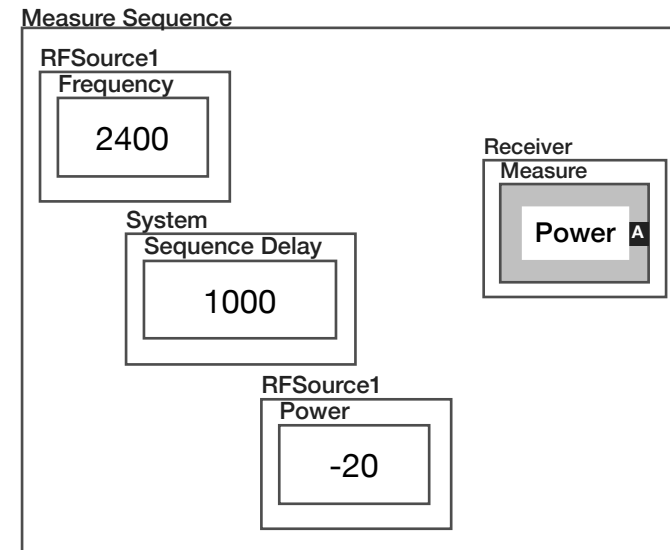 Measure Sequence
RFSource1
Frequency
2400
System
Sequence Delay
1000
RFSource1
Power
-20
Receiver
Measure
Power A